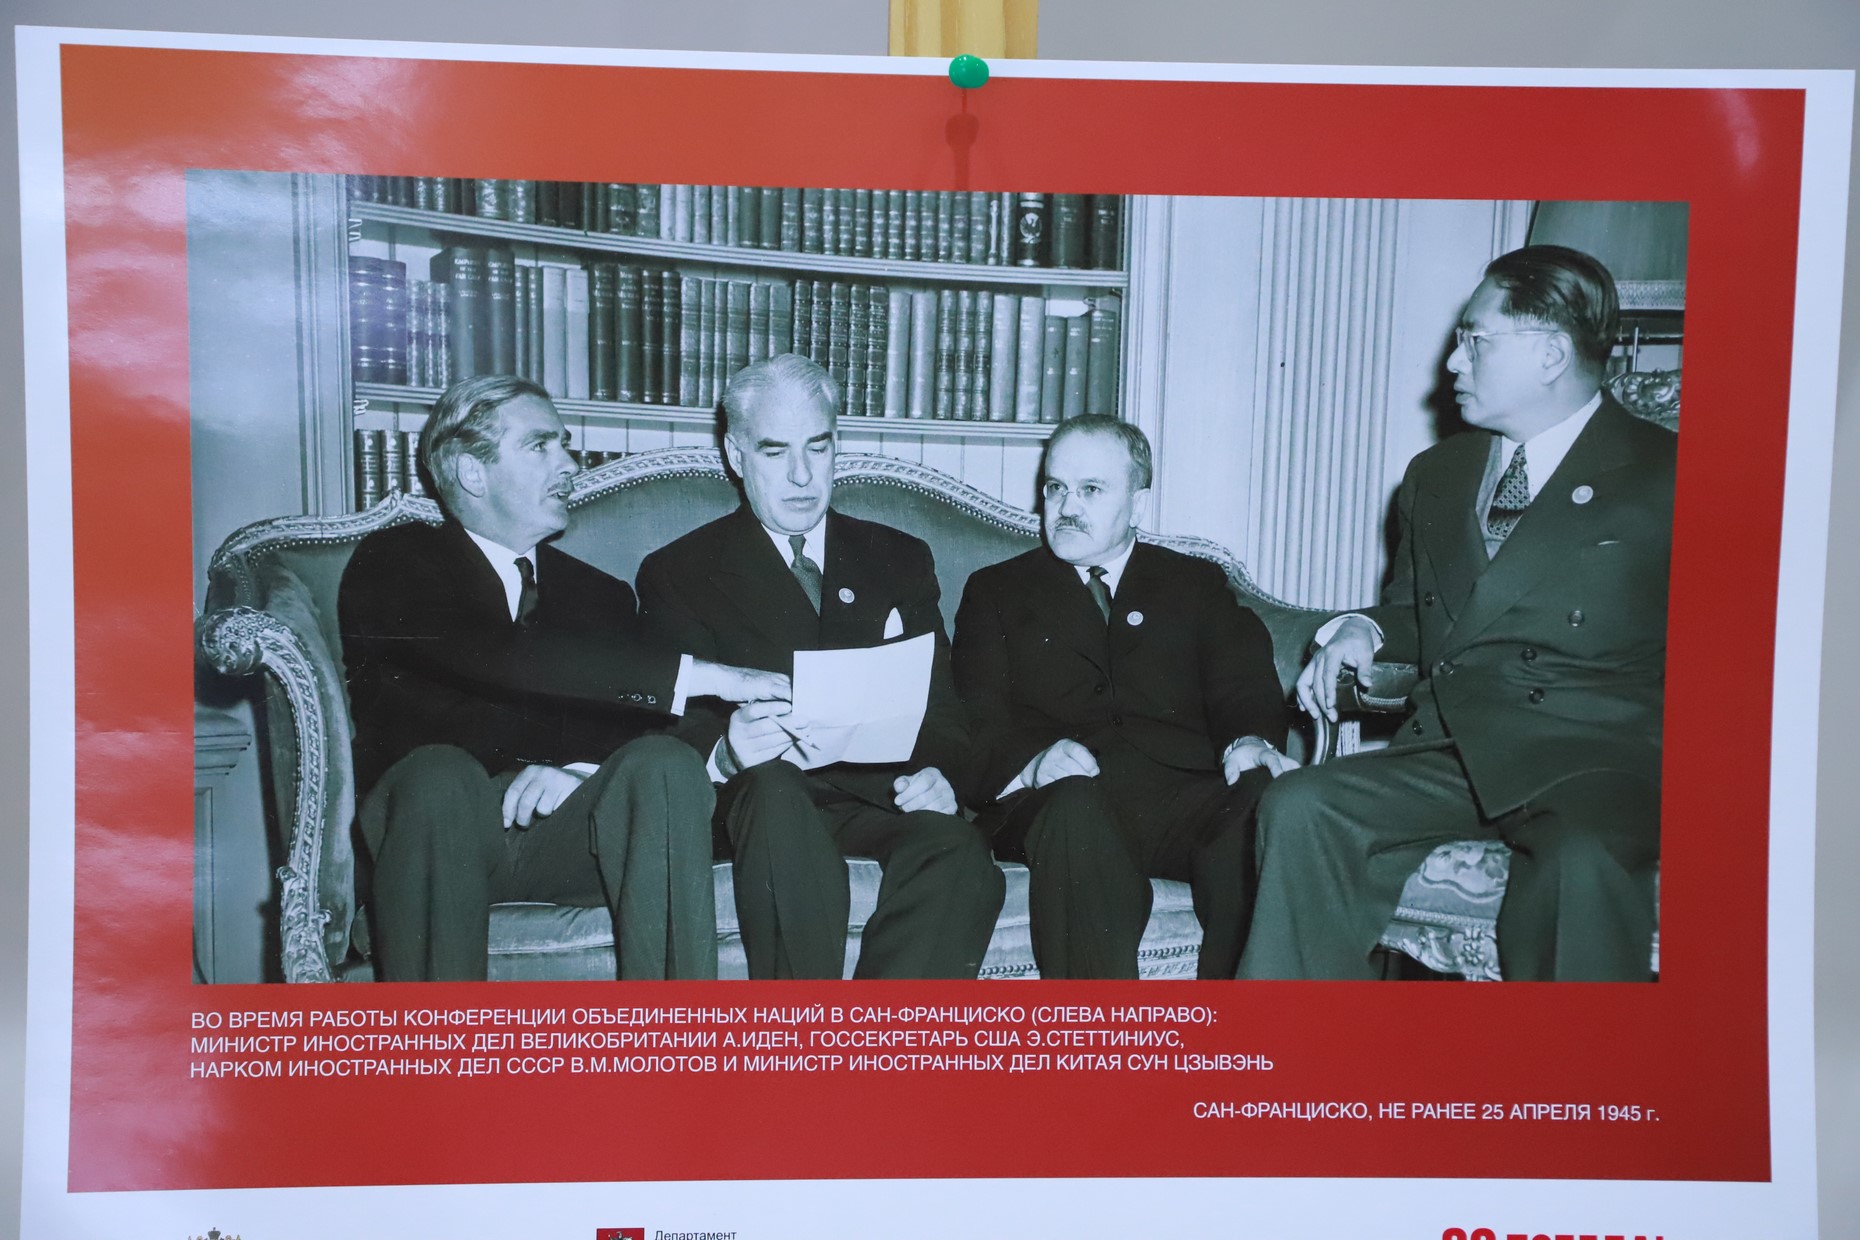 ВО ВРЕМЯ РАБОТЫ КОНФЕРЕНЦИИ ОБЪЕДИНЕННЫХ НАЦИЙ В САН-ФРАНЦИСКО (СЛЕВА НАПРАВО):
МИНИСТР ИНОСТРАННЫХ ДЕЛ ВЕЛИКОБРИТАНИИ А.ИДЕН, ГОССЕКРЕТАРЬ США Э.СТЕТТИНИУС,
НАРКОМ ИНОСТРАННЫХ ДЕЛ СССР В.М.МОЛОТОВ И МИНИСТР ИНОСТРАННЫХ ДЕЛ КИТАЯ СУН ЦЗЫВЭНЬ
САН-ФРАНЦИСКО, НЕ РАНЕЕ 25 АПРЕЛЯ 1945 г.
Департамент